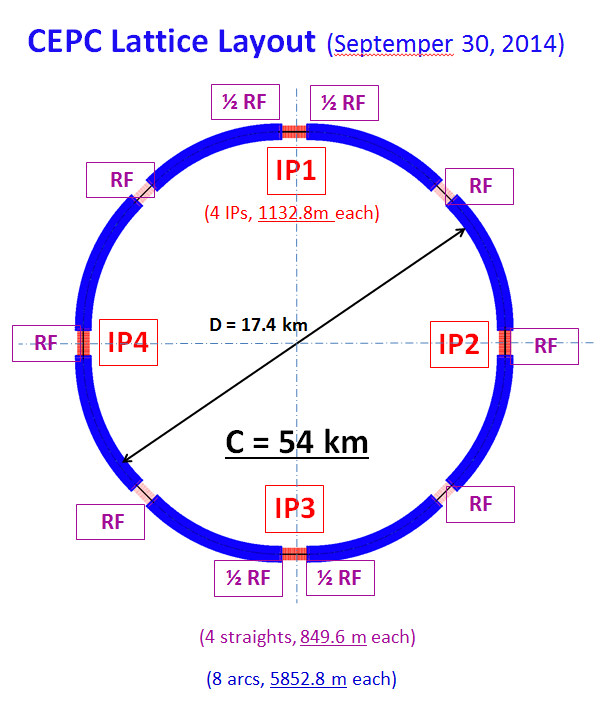 CEPC Lattice Layout (Septemper 30, 2014)
½ RF ½ RF
IP1
RF RF
(4 IPs, 1132.8m each)
D = 17.4 km
RF IP4 IP2 RF
C = 54 km
IP3
RF RF
½ RF ½ RF
(4 straights, 849.6 m each)
(8 arcs, 5852.8 m each)